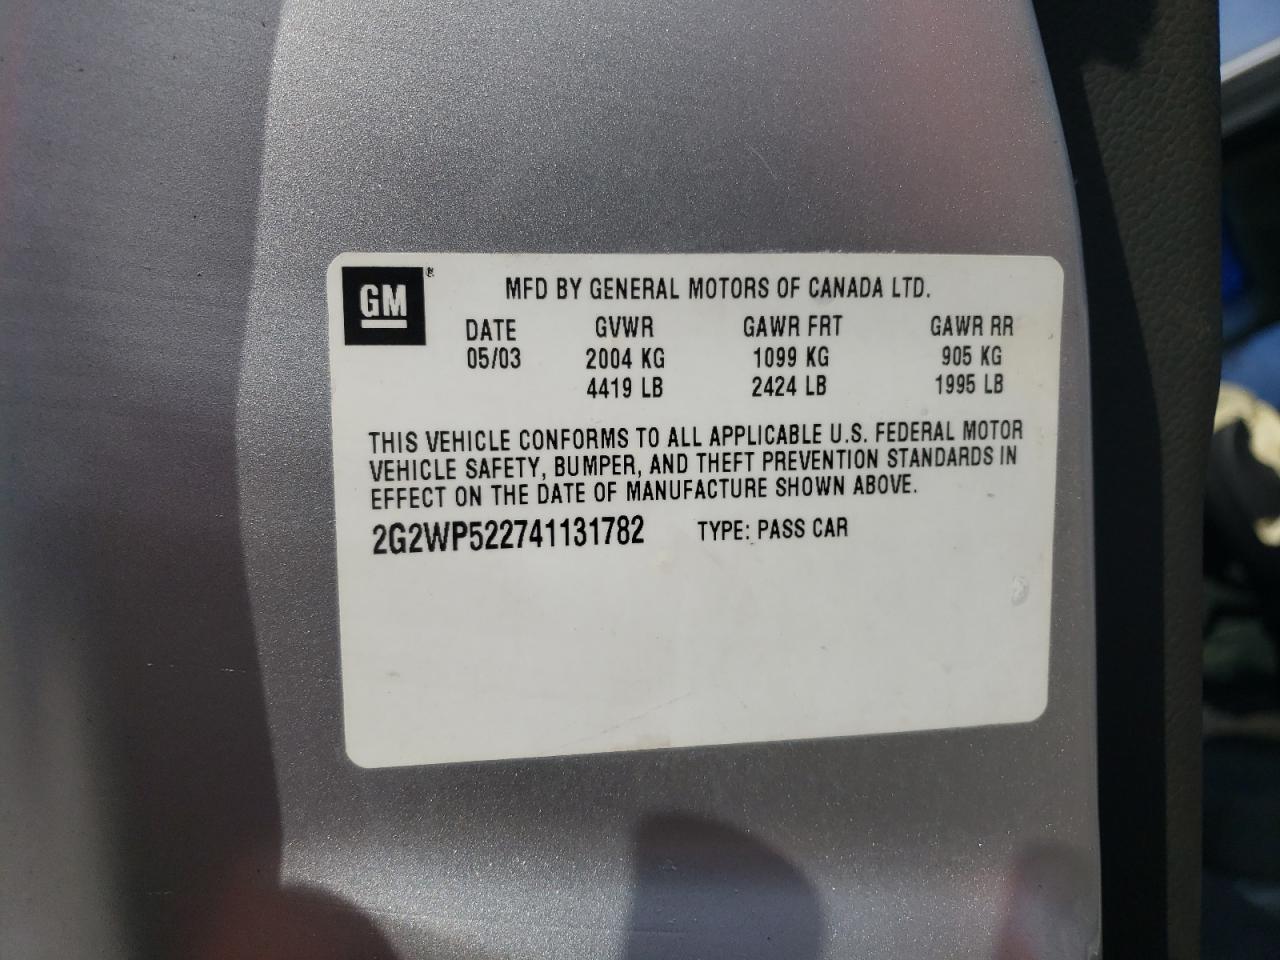 GM®
MFD BY GENERAL MOTORS OF CANADA LTD.
DATE GVWR GAWR FRT GAWR RR
05/03 2004 KG 1099 KG 905 KG
4419 LB 2424 LB 1995 LB
THIS VEHICLE CONFORMS TO ALL APPLICABLE U.S. FEDERAL MOTOR
VEHICLE SAFETY, BUMPER, AND THEFT PREVENTION STANDARDS IN
EFFECT ON THE DATE OF MANUFACTURE SHOWN ABOVE.
2G2WP522741131782 TYPE: PASS CAR